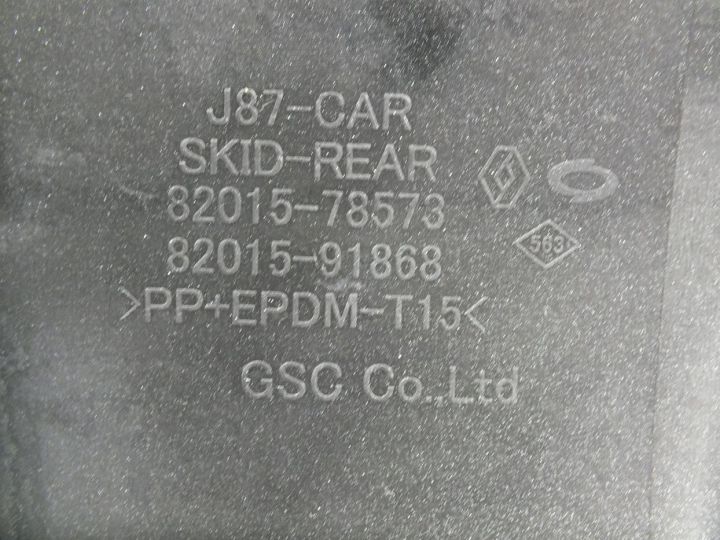 J87-CAR
SKID-REAR
82015-78573
82015-91868
563
>PP+EPDM-T15<
GSC Co.,Ltd